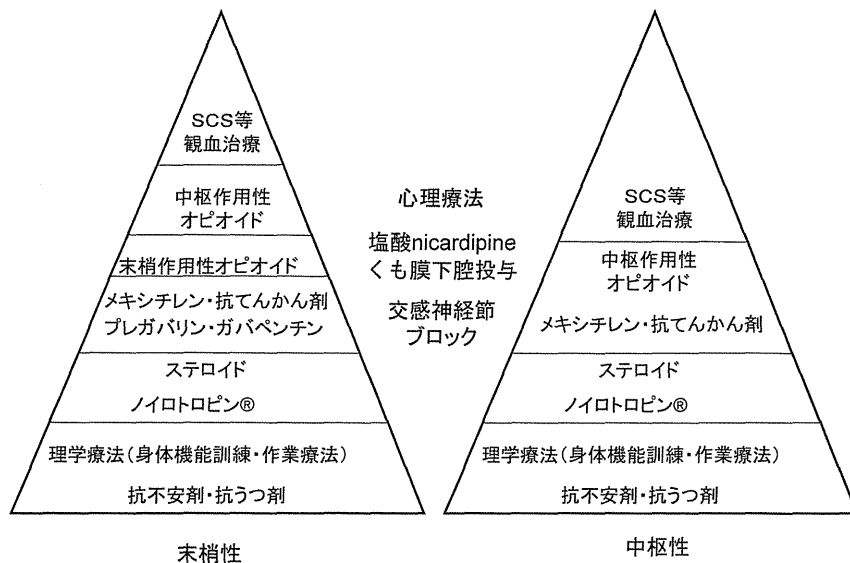 SCS等
観血治療
中枢作用性
オピオイド
末梢作用性オピオイド
メキシチレン・抗てんかん剤
プレガバリン・ガバペンチン
ステロイド
ノイロトロピン®
理学療法(身体機能訓練・作業療法)
抗不安剤・抗うつ剤
末梢性
心理療法
塩酸nicardipine
くも膜下腔投与
交感神経節
ブロック
SCS等
観血治療
中枢作用性
オピオイド
メキシチレン・抗てんかん剤
ステロイド
ノイロトロピン®
理学療法(身体機能訓練・作業療法)
抗不安剤・抗うつ剤
中枢性